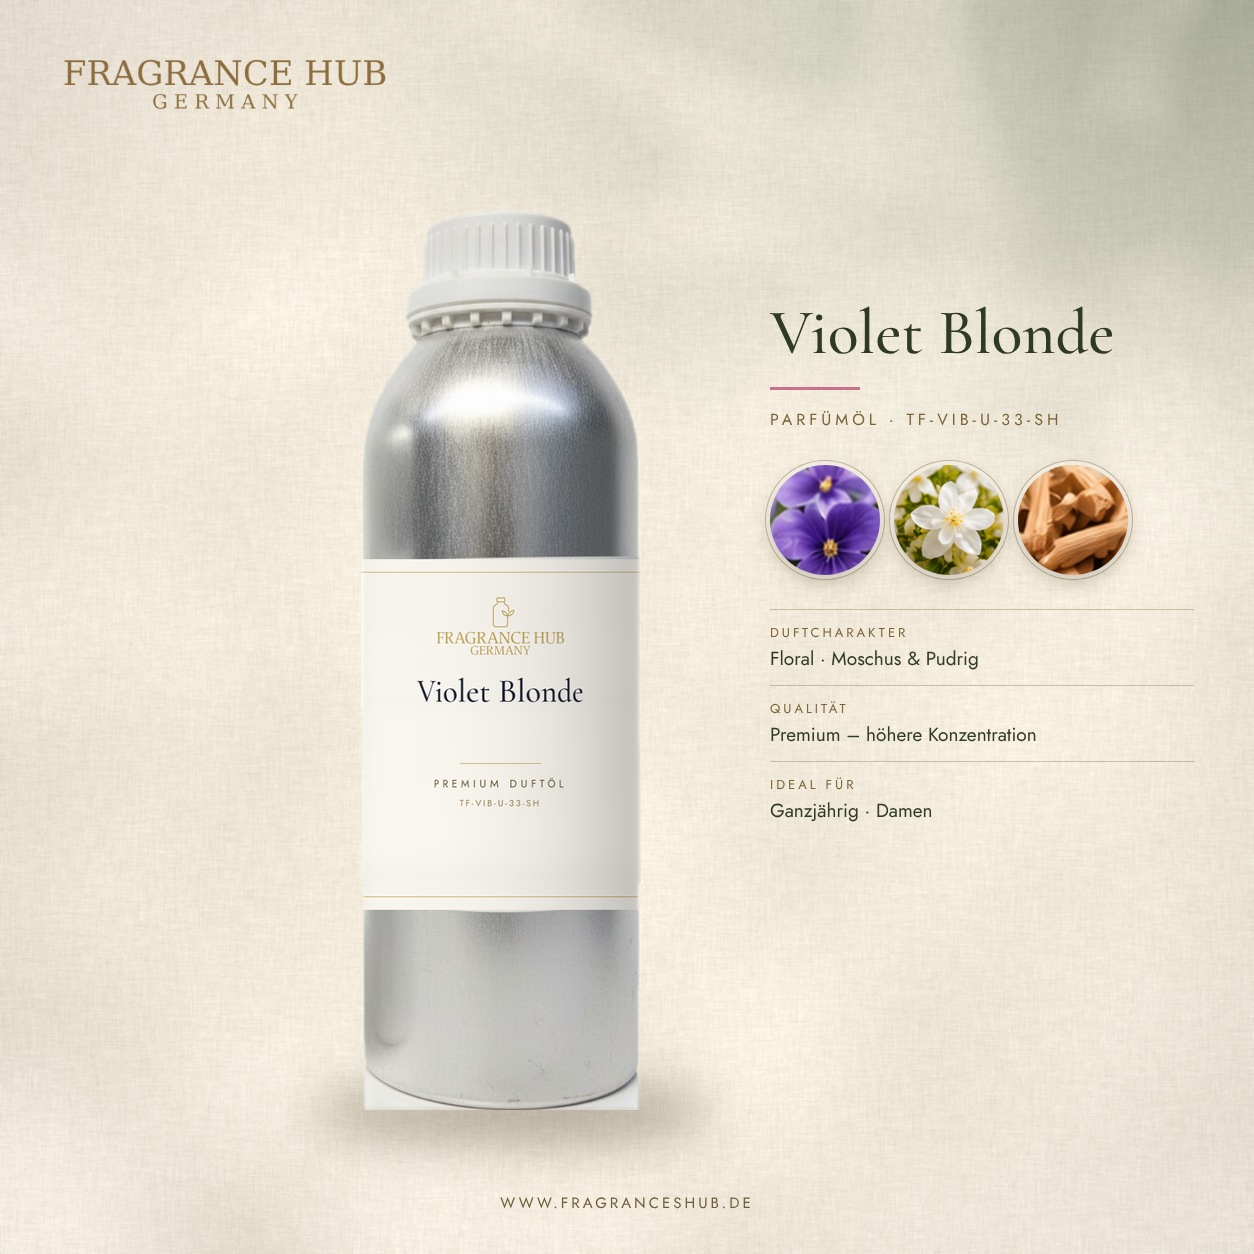 FRAGRANCE HUB
GERMANY
Violet Blonde
PARFÜMÖL · TF-VIB-U-33-SH
DUFTCHARAKTER
Floral · Moschus & Pudrig
QUALITÄT
Premium – höhere Konzentration
IDEAL FÜR
Ganzjährig · Damen
FRAGRANCE HUB
GERMANY
Violet Blonde
PREMIUM DUFTÖL
TF-VIB-U-33-SH
WWW.FRAGRANCESHUB.DE